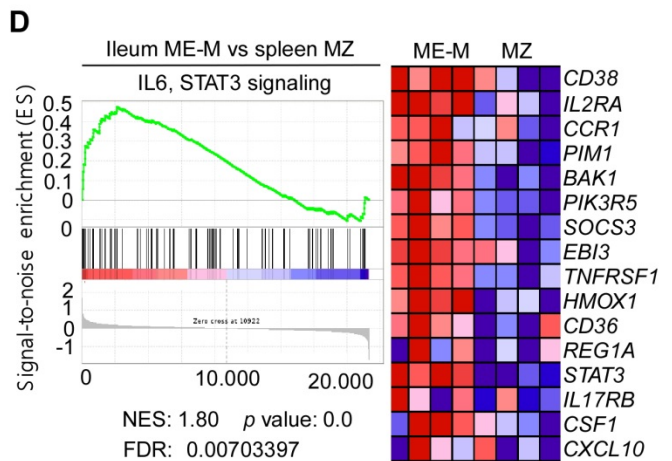 D
Ileum ME-M vs spleen MZ
IL6, STAT3 signaling
Signal-to-noise enrichment (ES)
0.5
0.4
0.3
0.2
0.1
0
0
2
1
0
-1
Zero cross at 10922
0 10.000 20.000
NES: 1.80 p value: 0.0
FDR: 0.00703397
ME-M MZ
CD38
IL2RA
CCR1
PIM1
BAK1
PIK3R5
SOCS3
EBI3
TNFRSF1
HMOX1
CD36
REG1A
STAT3
IL17RB
CSF1
CXCL10